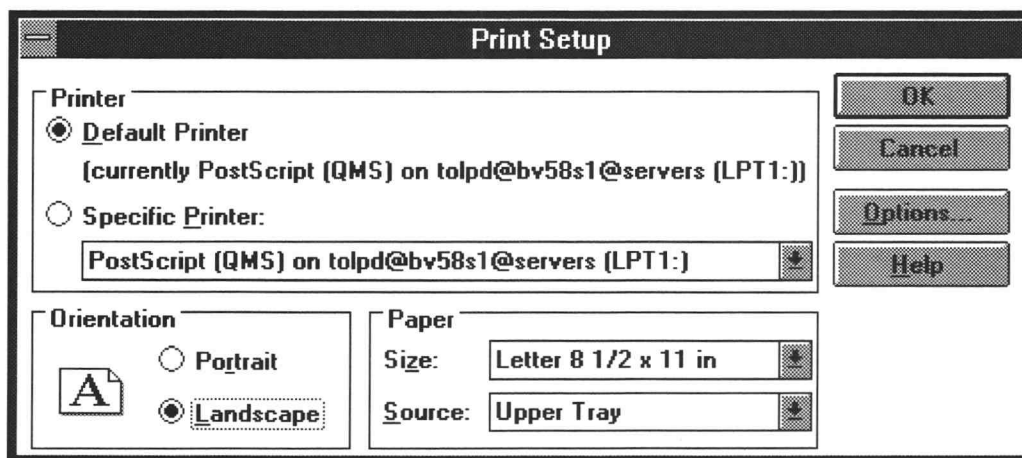 Print Setup
Printer
Default Printer
(currently PostScript (QMS) on tolpd@bv58s1@servers (LPT1:))
Specific Printer:
PostScript (QMS) on tolpd@bv58s1@servers (LPT1:)
OK
Cancel
Options...
Help
Orientation
A
Portrait
Landscape
Paper
Size: Letter 8 1/2 x 11 in
Source: Upper Tray